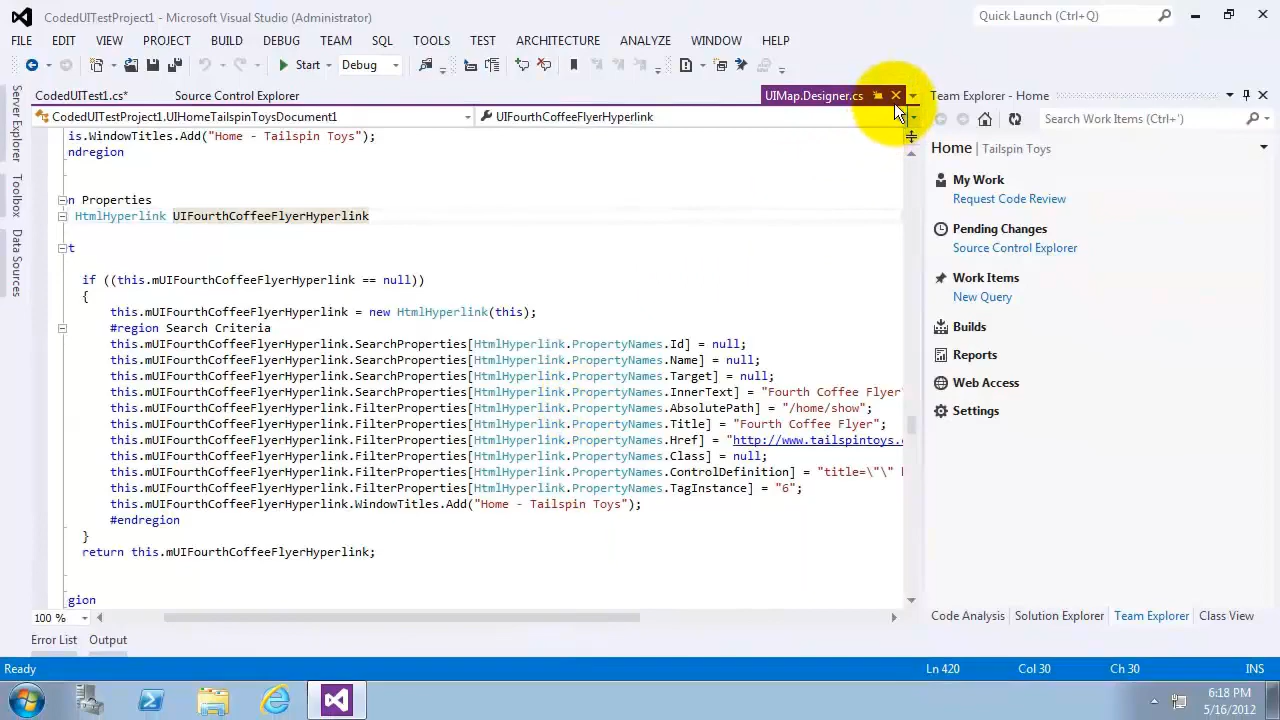 CodedUITestProject1 - Microsoft Visual Studio (Administrator)
Quick Launch (Ctrl+Q)
FILE EDIT VIEW PROJECT BUILD DEBUG TEAM SQL TOOLS TEST ARCHITECTURE ANALYZE WINDOW HELP
Start Debug
CodedUITest1.cs* Source Control Explorer UIMap.Designer.cs
Team Explorer - Home
CodedUITestProject1.UIHomeTailspinToysDocument1 UIFourthCoffeeFlyerHyperlink
Search Work Items (Ctrl+')
Server Explorer
Toolbox
Data Sources
is.WindowTitles.Add("Home - Tailspin Toys");
ndregion
n Properties
HtmlHyperlink UIFourthCoffeeFlyerHyperlink
t
if ((this.mUIFourthCoffeeFlyerHyperlink == null))
{
this.mUIFourthCoffeeFlyerHyperlink = new HtmlHyperlink(this);
#region Search Criteria
this.mUIFourthCoffeeFlyerHyperlink.SearchProperties[HtmlHyperlink.PropertyNames.Id] = null;
this.mUIFourthCoffeeFlyerHyperlink.SearchProperties[HtmlHyperlink.PropertyNames.Name] = null;
this.mUIFourthCoffeeFlyerHyperlink.SearchProperties[HtmlHyperlink.PropertyNames.Target] = null;
this.mUIFourthCoffeeFlyerHyperlink.SearchProperties[HtmlHyperlink.PropertyNames.InnerText] = "Fourth Coffee Flyer"
this.mUIFourthCoffeeFlyerHyperlink.FilterProperties[HtmlHyperlink.PropertyNames.AbsolutePath] = "/home/show";
this.mUIFourthCoffeeFlyerHyperlink.FilterProperties[HtmlHyperlink.PropertyNames.Title] = "Fourth Coffee Flyer";
this.mUIFourthCoffeeFlyerHyperlink.FilterProperties[HtmlHyperlink.PropertyNames.Href] = "http://www.tailspintoys.
this.mUIFourthCoffeeFlyerHyperlink.FilterProperties[HtmlHyperlink.PropertyNames.Class] = null;
this.mUIFourthCoffeeFlyerHyperlink.FilterProperties[HtmlHyperlink.PropertyNames.ControlDefinition] = "title=\"\"
this.mUIFourthCoffeeFlyerHyperlink.FilterProperties[HtmlHyperlink.PropertyNames.TagInstance] = "6";
this.mUIFourthCoffeeFlyerHyperlink.WindowTitles.Add("Home - Tailspin Toys");
#endregion
}
return this.mUIFourthCoffeeFlyerHyperlink;
gion
100 %
Home | Tailspin Toys
My Work
Request Code Review
Pending Changes
Source Control Explorer
Work Items
New Query
Builds
Reports
Web Access
Settings
Code Analysis Solution Explorer Team Explorer Class View
Error List Output
Ready Ln 420 Col 30 Ch 30 INS
6:18 PM
5/16/2012